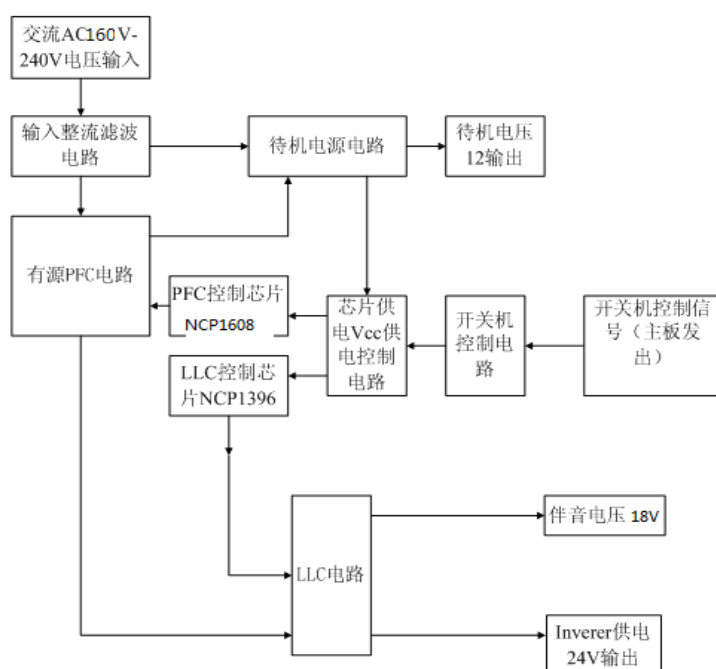 交流AC160V-
240V电压输入
输入整流滤波
电路
待机电源电路
待机电压
12输出
有源PFC电路
PFC控制芯片
NCP1608
芯片供
电Vcc供
电控制
电路
开关机
控制电
路
开关机控制信
号（主板发
出）
LLC控制芯
片NCP1396
LLC电路
伴音电压 18V
Inverer供电
24V输出